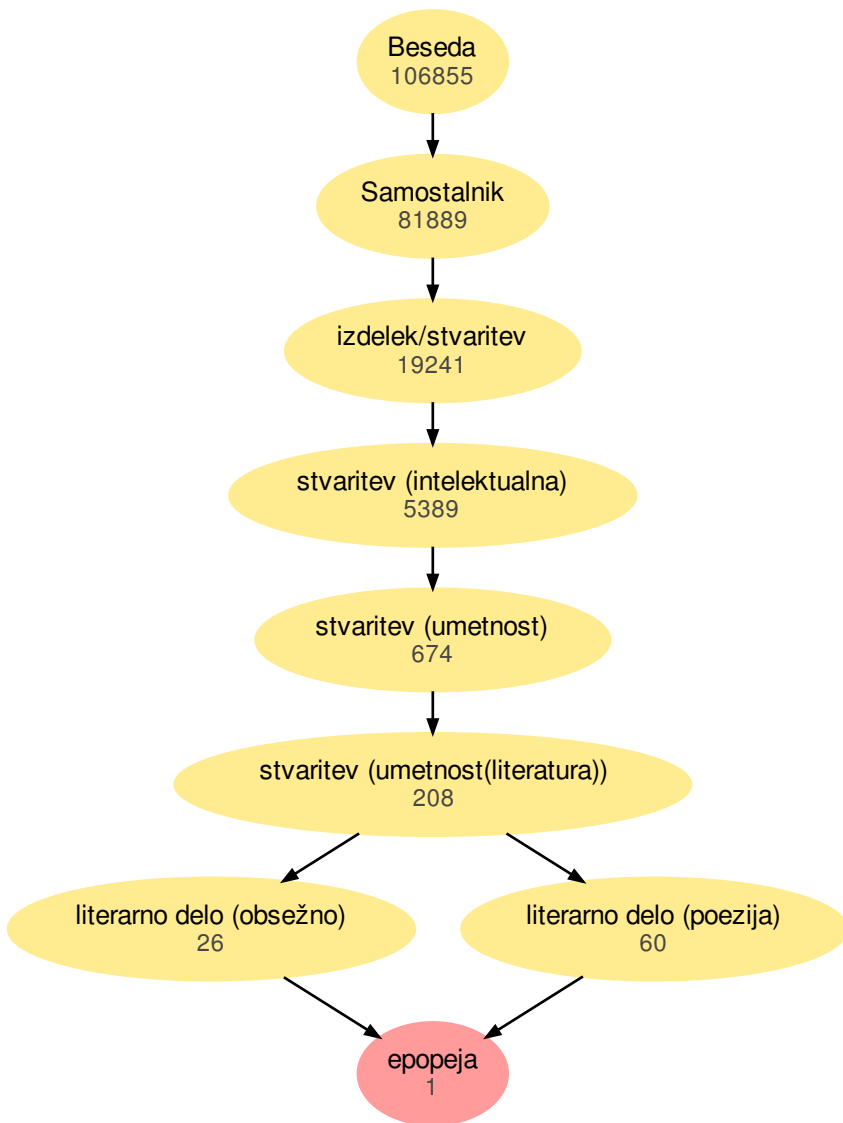 Beseda
106855
Samostalnik
81889
izdelek/stvaritev
19241
stvaritev (intelektualna)
5389
stvaritev (umetnost)
674
stvaritev (umetnost(literatura))
208
literarno delo (obsežno)
26
literarno delo (poezija)
60
epopeja
1